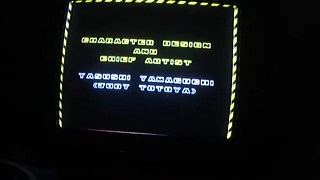 CHARACTER DESIGN
AND
CHIEF ARTIST
YASUSHI YAMAGUCHI
(JUDY TOTOYA)